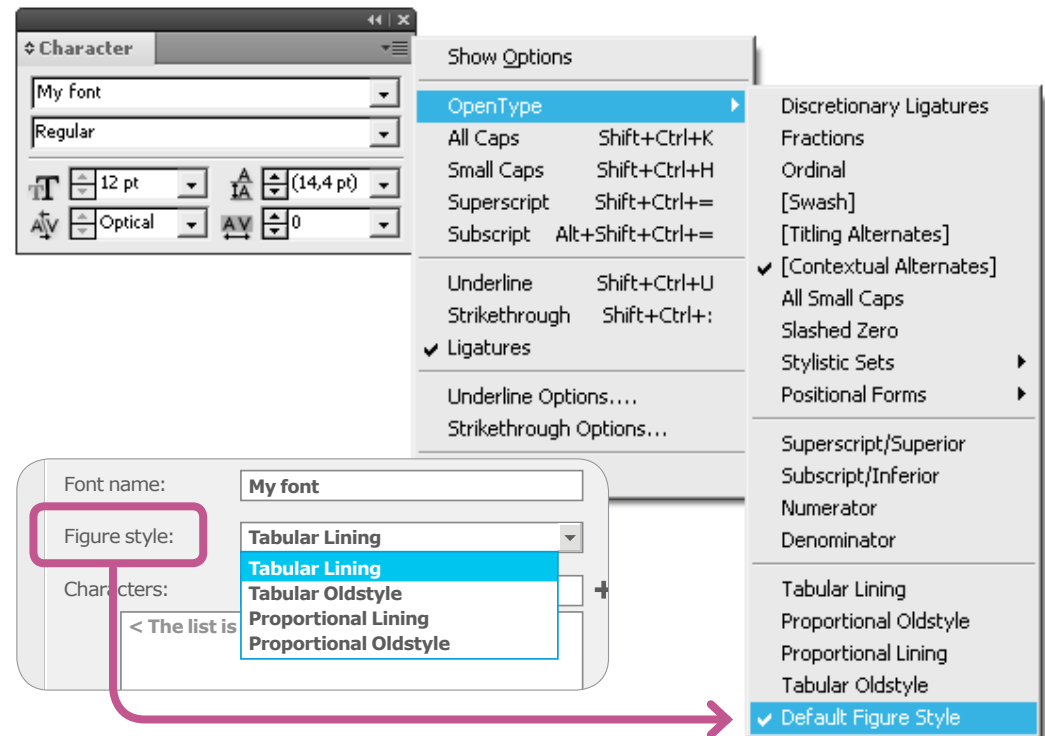 Character
My font
Regular
12 pt
(14,4 pt)
Optical
0
Show Options
OpenType
All Caps Shift+Ctrl+K
Small Caps Shift+Ctrl+H
Superscript Shift+Ctrl+=
Subscript Alt+Shift+Ctrl+=
Underline Shift+Ctrl+U
Strikethrough Shift+Ctrl+:
Ligatures
Underline Options....
Strikethrough Options...
Discretionary Ligatures
Fractions
Ordinal
[Swash]
[Titling Alternates]
[Contextual Alternates]
All Small Caps
Slashed Zero
Stylistic Sets
Positional Forms
Superscript/Superior
Subscript/Inferior
Numerator
Denominator
Tabular Lining
Proportional Oldstyle
Proportional Lining
Tabular Oldstyle
Default Figure Style
Font name: My font
Figure style: Tabular Lining
Tabular Lining
Tabular Oldstyle
Proportional Lining
Proportional Oldstyle
Characters:
< The list is